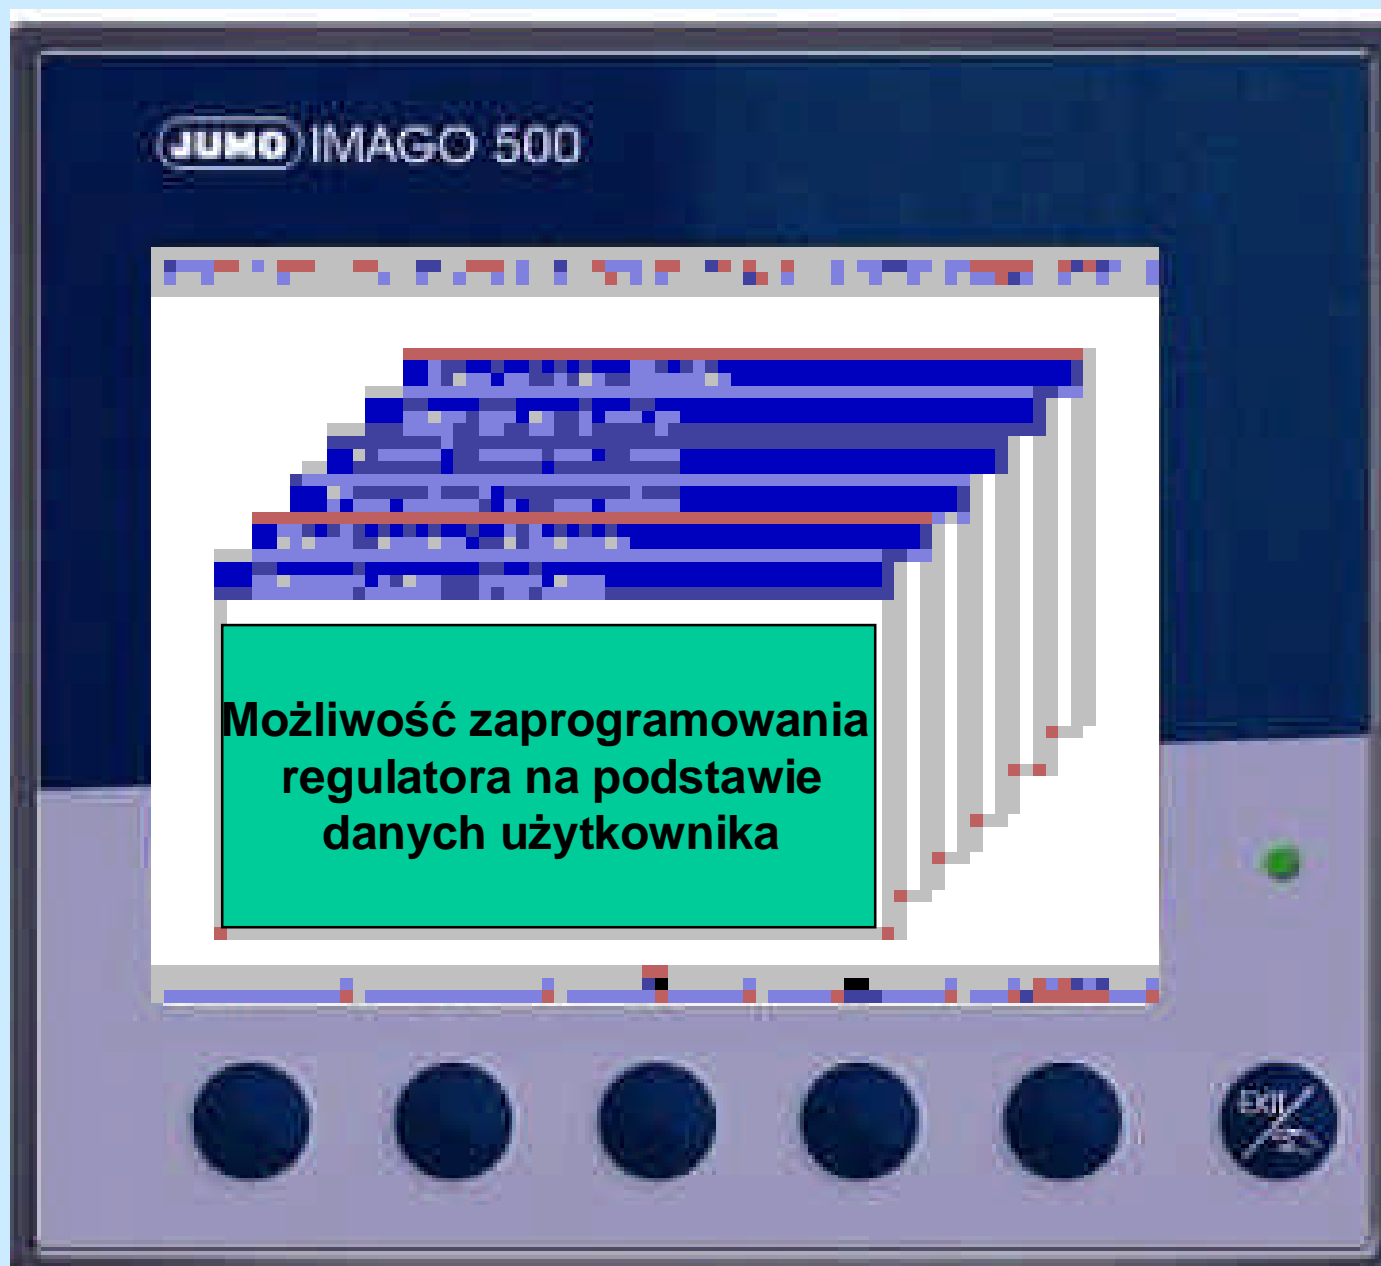 JUMO IMAGO 500
Możliwość zaprogramowania
regulatora na podstawie
danych użytkownika
EXIT